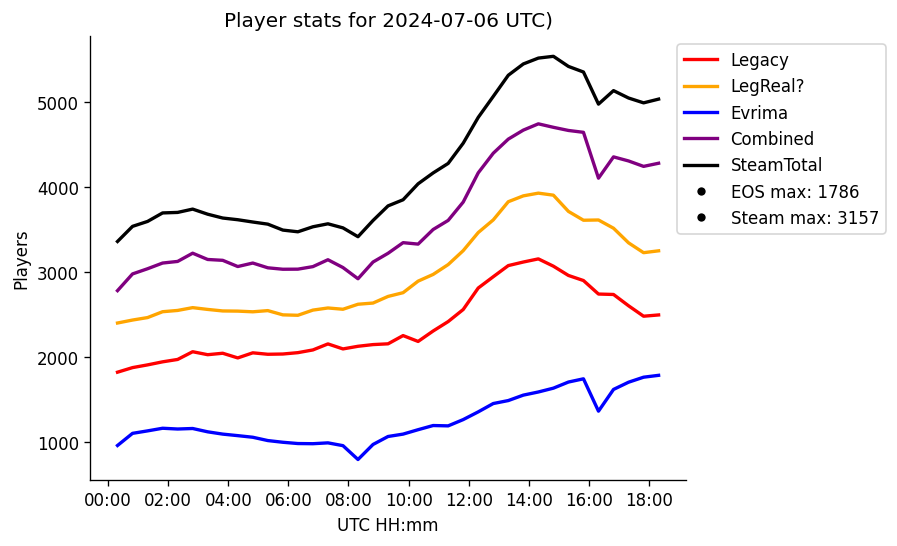 Player stats for 2024-07-06 UTC)
Legacy
LegReal?
Evrima
Combined
SteamTotal
EOS max: 1786
Steam max: 3157
Players
5000
4000
3000
2000
1000
00:00 02:00 04:00 06:00 08:00 10:00 12:00 14:00 16:00 18:00
UTC HH:mm